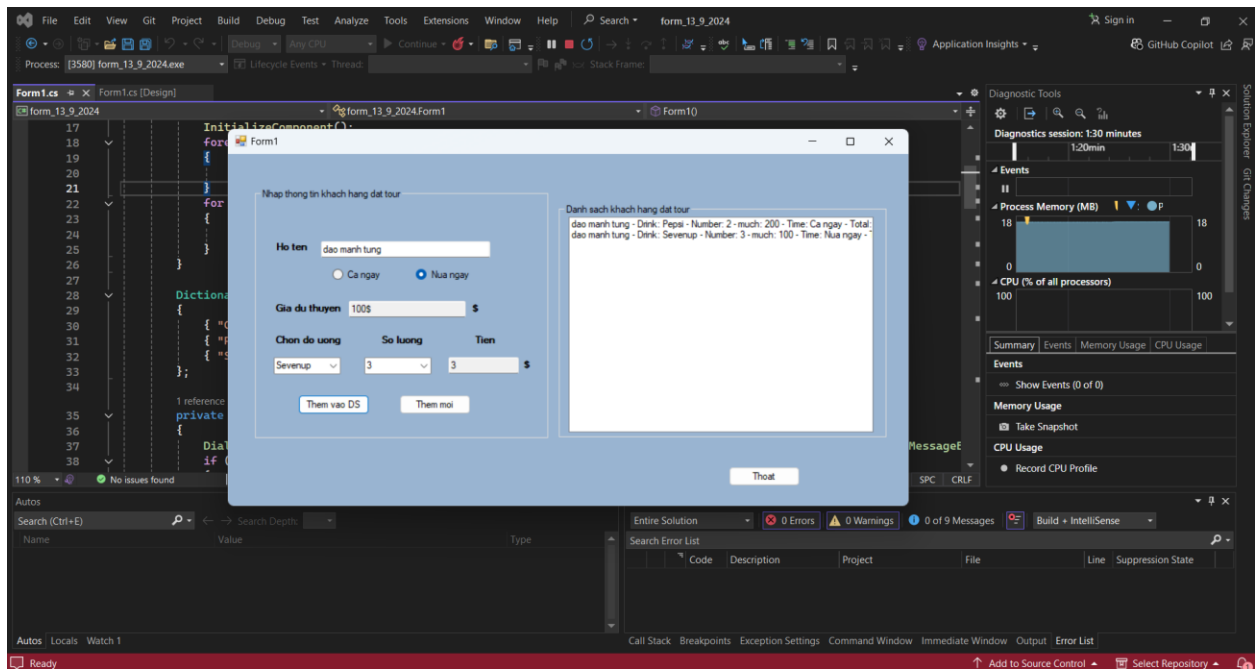 File Edit View Git Project Build Debug Test Analyze Tools Extensions Window Help Search form_13_9_2024 Sign in
Debug Any CPU Continue Application Insights GitHub Copilot
Process: [3580] form_13_9_2024.exe Lifecycle Events Thread: Stack Frame:
Form1.cs Form1.cs [Design]
form_13_9_2024 form_13_9_2024.Form1 Form1()
17 InitializeComponent();
18
19 {
20
21 }
22 for
23 {
24
25 }
26 }
27
28 Dictiona
29 {
30 { "C
31 { "P
32 { "S
33 };
34
1 reference
35 private
36 {
37 Dial MessageB
38 if (
110 % No issues found SPC CRLF
Form1
Nhap thong tin khach hang dat tour
Ho ten dao manh tung
Ca ngay Nua ngay
Gia du thuyen 100$ $
Chon do uong So luong Tien
Sevenup 3 3 $
Them vao DS Them moi
Danh sach khach hang dat tour
dao manh tung - Drink: Pepsi - Number: 2 - much: 200 - Time: Ca ngay - Total:
dao manh tung - Drink: Sevenup - Number: 3 - much: 100 - Time: Nua ngay -
Thoat
Diagnostic Tools
Diagnostics session: 1:30 minutes
1:20min 1:30
Events
Process Memory (MB) P
18 18
0 0
CPU (% of all processors)
100 100
Summary Events Memory Usage CPU Usage
Events
Show Events (0 of 0)
Memory Usage
Take Snapshot
CPU Usage
Record CPU Profile
Solution Explorer
Git Changes
Autos
Search (Ctrl+E) Search Depth:
Name Value Type
Autos Locals Watch 1
Entire Solution 0 Errors 0 Warnings 0 of 9 Messages Build + IntelliSense
Search Error List
Code Description Project File Line Suppression State
Call Stack Breakpoints Exception Settings Command Window Immediate Window Output Error List
Ready Add to Source Control Select Repository